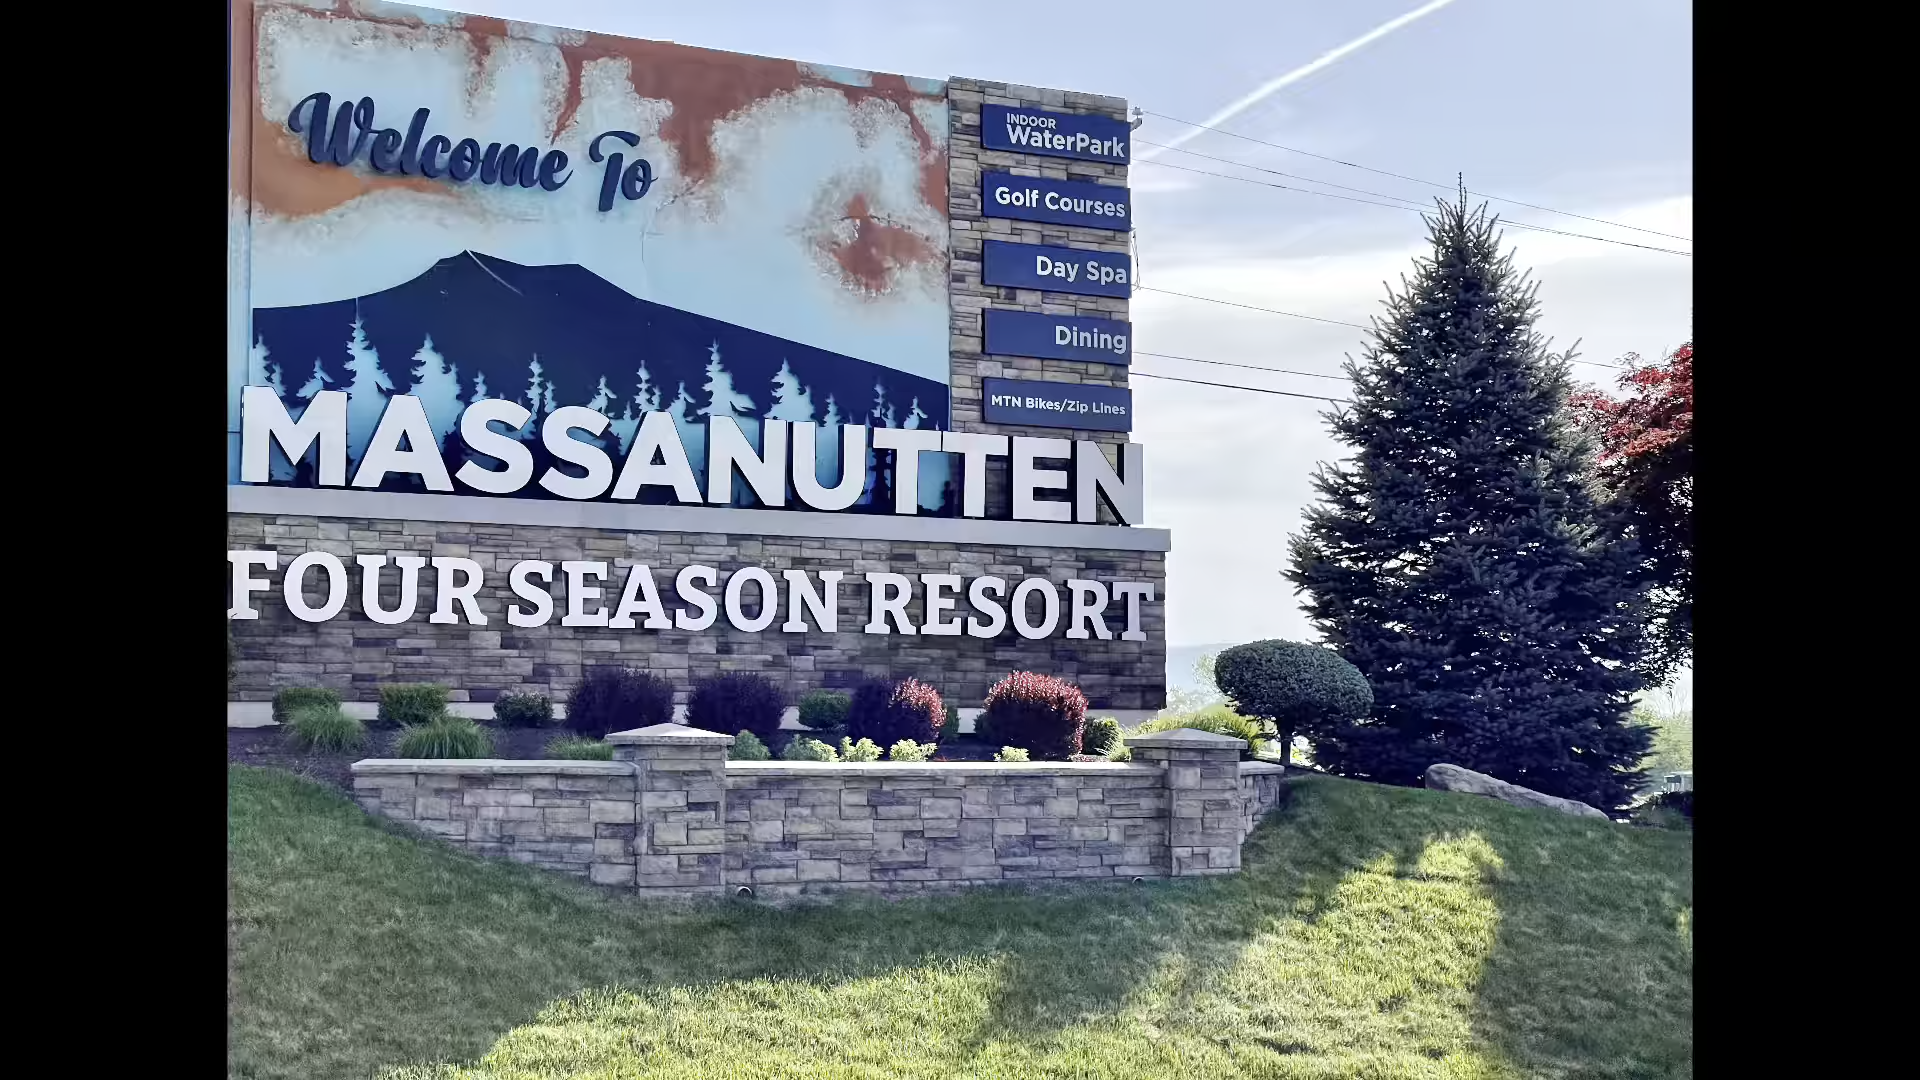 Welcome To
MASSANUTTEN
FOUR SEASON RESORT
INDOOR
WaterPark
Golf Courses
Day Spa
Dining
MTN Bikes/Zip Lines